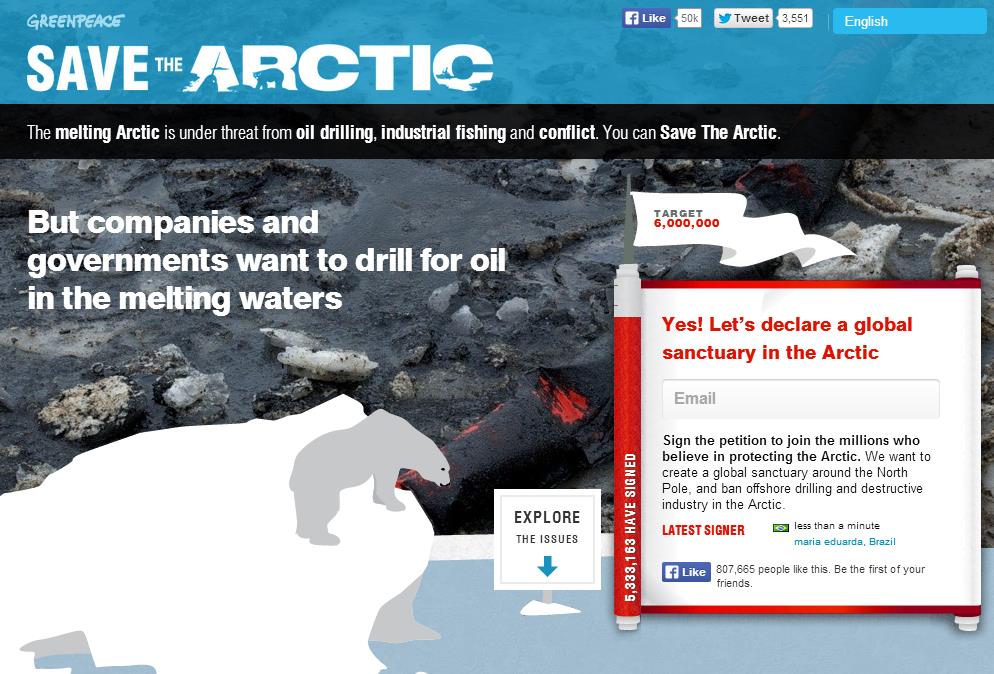 GREENPEACE
Like 50k Tweet 3,551 English
SAVE THE ARCTIC
The melting Arctic is under threat from oil drilling, industrial fishing and conflict. You can Save The Arctic.
But companies and
governments want to drill for oil
in the melting waters
TARGET
6,000,000
Yes! Let's declare a global
sanctuary in the Arctic
Email
Sign the petition to join the millions who
believe in protecting the Arctic. We want to
create a global sanctuary around the North
Pole, and ban offshore drilling and destructive
industry in the Arctic.
LATEST SIGNER less than a minute
maria eduarda, Brazil
Like 807,665 people like this. Be the first of your
friends.
5,333,163 HAVE SIGNED
EXPLORE
THE ISSUES